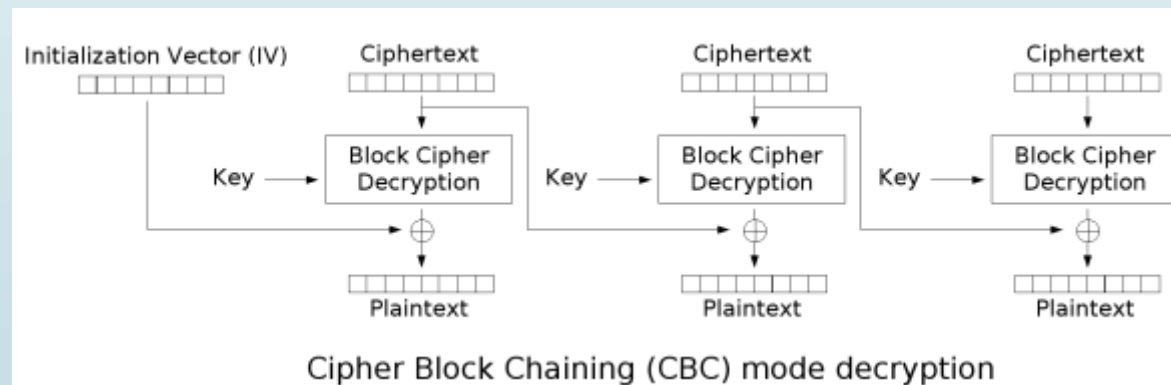 Initialization Vector (IV)
Ciphertext
Ciphertext
Ciphertext
Key
Block Cipher
Decryption
Key
Block Cipher
Decryption
Key
Block Cipher
Decryption
Plaintext
Plaintext
Plaintext
Cipher Block Chaining (CBC) mode decryption